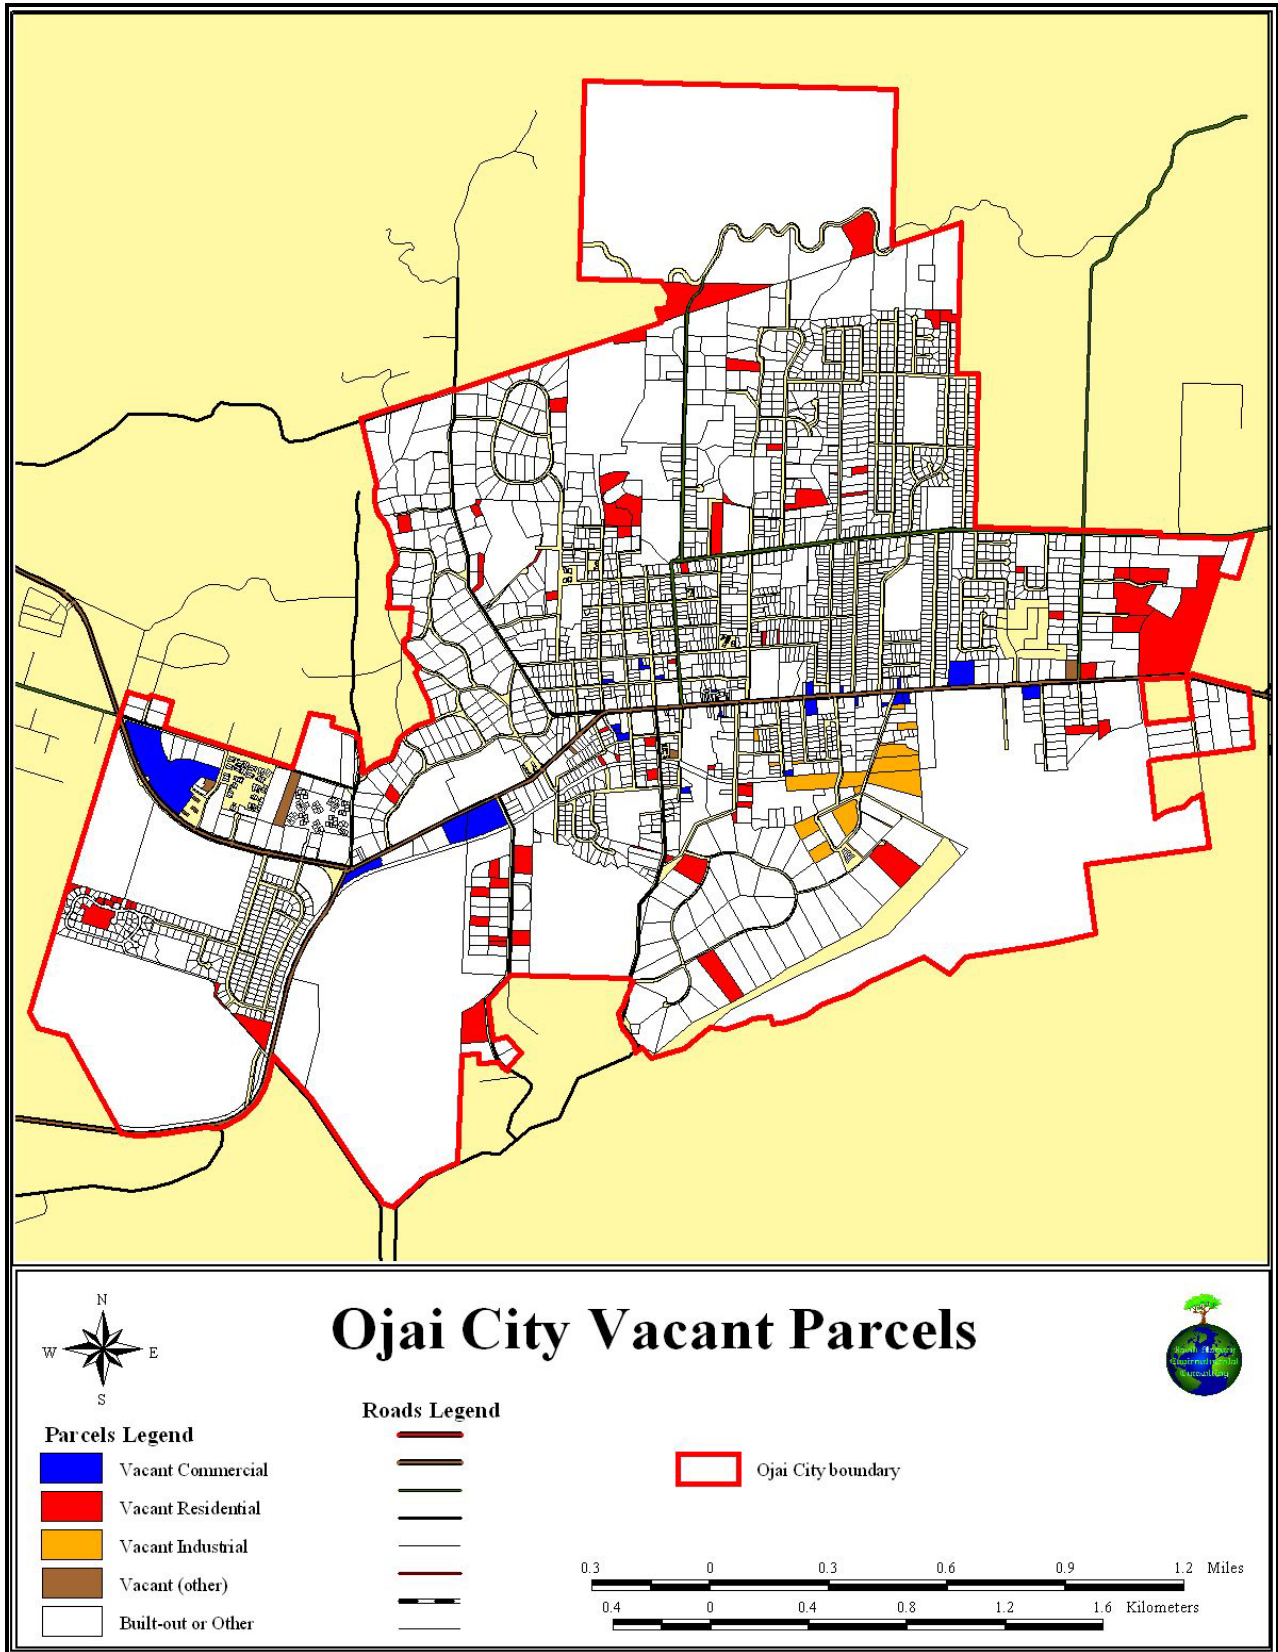 N
W E
S
Ojai City Vacant Parcels
Roads Legend
Parcels Legend
Vacant Commercial
Vacant Residential
Vacant Industrial
Vacant (other)
Built-out or Other
Ojai City boundary
0.3 0 0.3 0.6 0.9 1.2 Miles
0.4 0 0.4 0.8 1.2 1.6 Kilometers